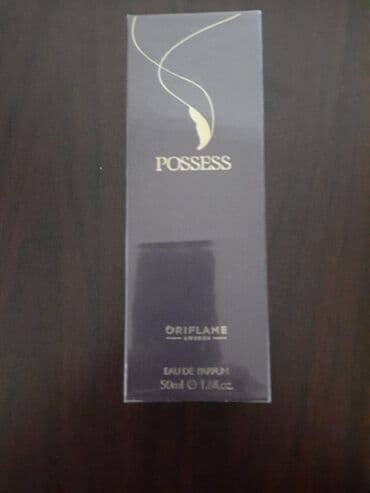 POSSESS
ORIFLAME
SWEDEN
EAU DE PARFUM
50ml ℮ 1.6fl.oz.